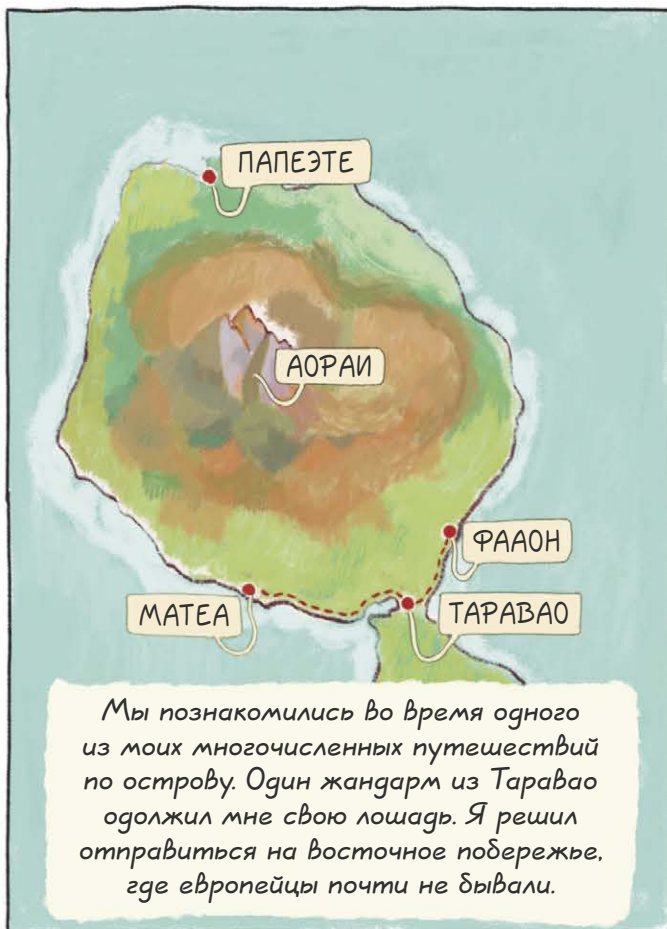 ПАПЕЭТЕ
АОРАИ
ФААОН
МАТЕА
ТАРАВАО
Мы познакомились во время одного
из моих многочисленных путешествий
по острову. Один жандарм из Таравао
одолжил мне свою лошадь. Я решил
отправиться на восточное побережье,
где европейцы почти не бывали.